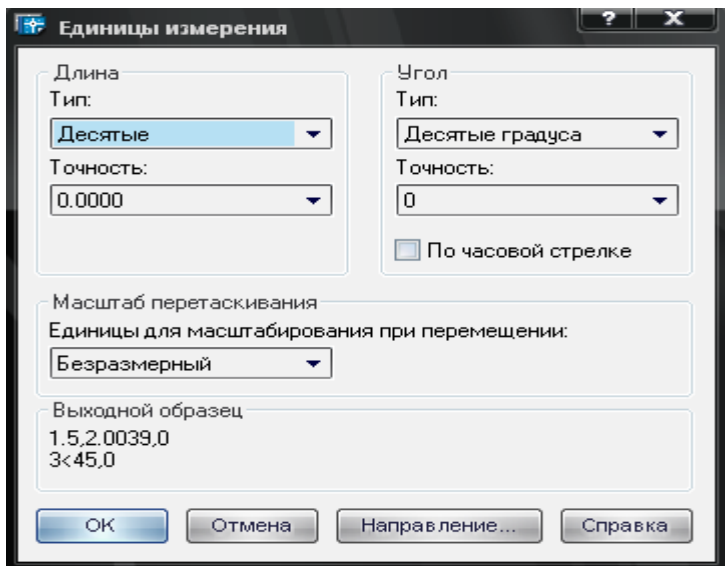 Единицы измерения
? X
Длина
Тип:
Десятые
Точность:
0.0000
Угол
Тип:
Десятые градуса
Точность:
0
По часовой стрелке
Масштаб перетаскивания
Единицы для масштабирования при перемещении:
Безразмерный
Выходной образец
1.5,2.0039,0
3<45,0
ОК Отмена Направление... Справка